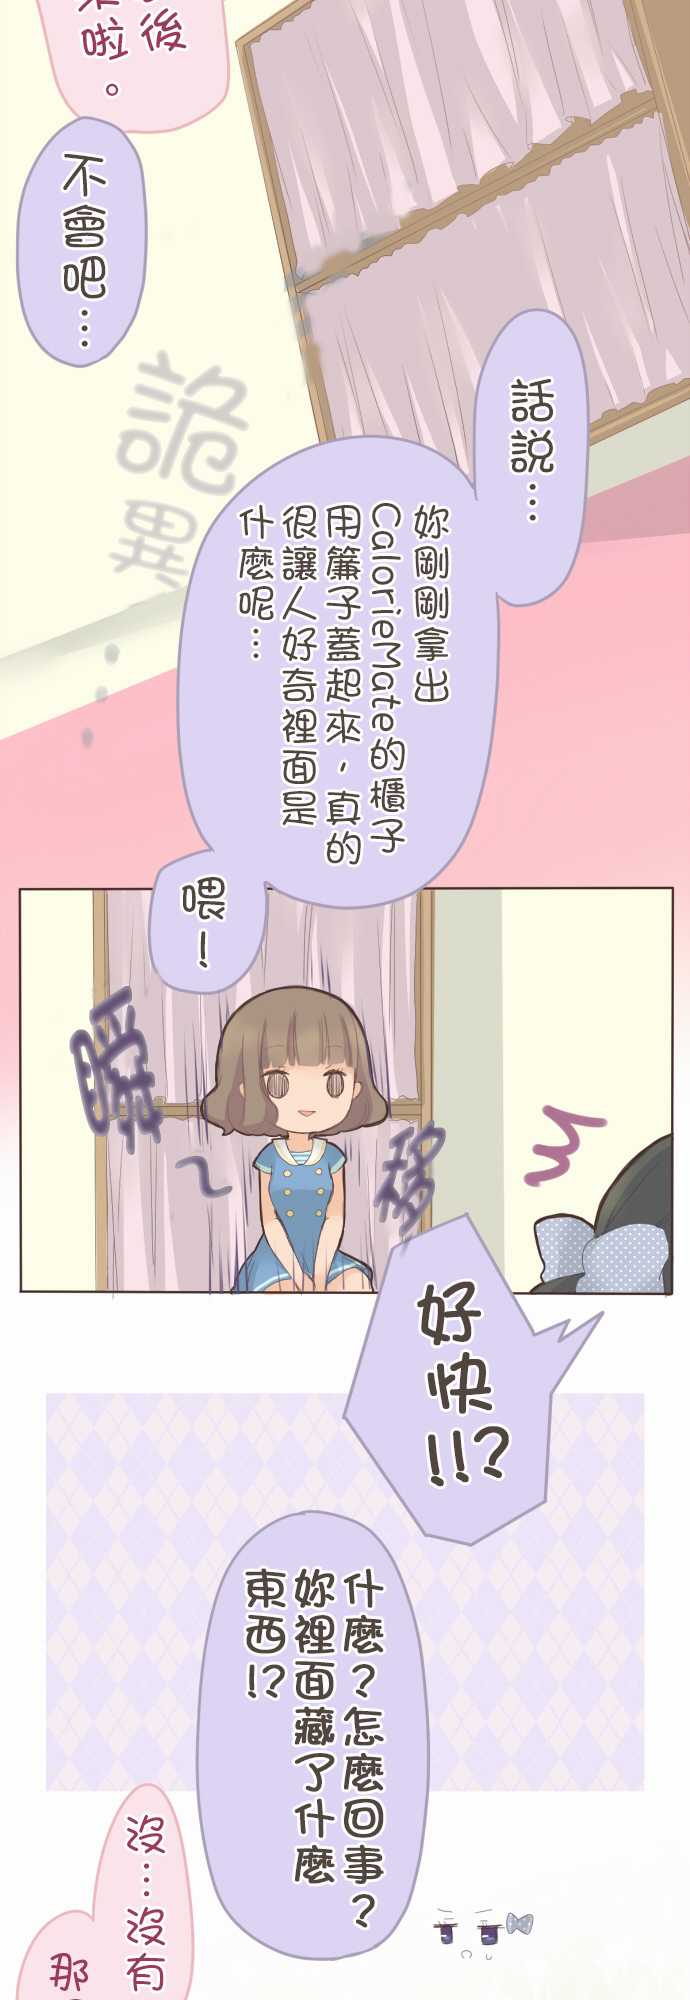 後
啦。
不會吧…
詭異…
話說…
妳剛剛拿出
CalorieMate的櫃子
用簾子蓋起來，真的
很讓人好奇裡面是
什麼呢…
喂！
瞬
移
好快!!?
什麼？怎麼回事？
妳裡面藏了什麼
東西!?
沒…沒有
那